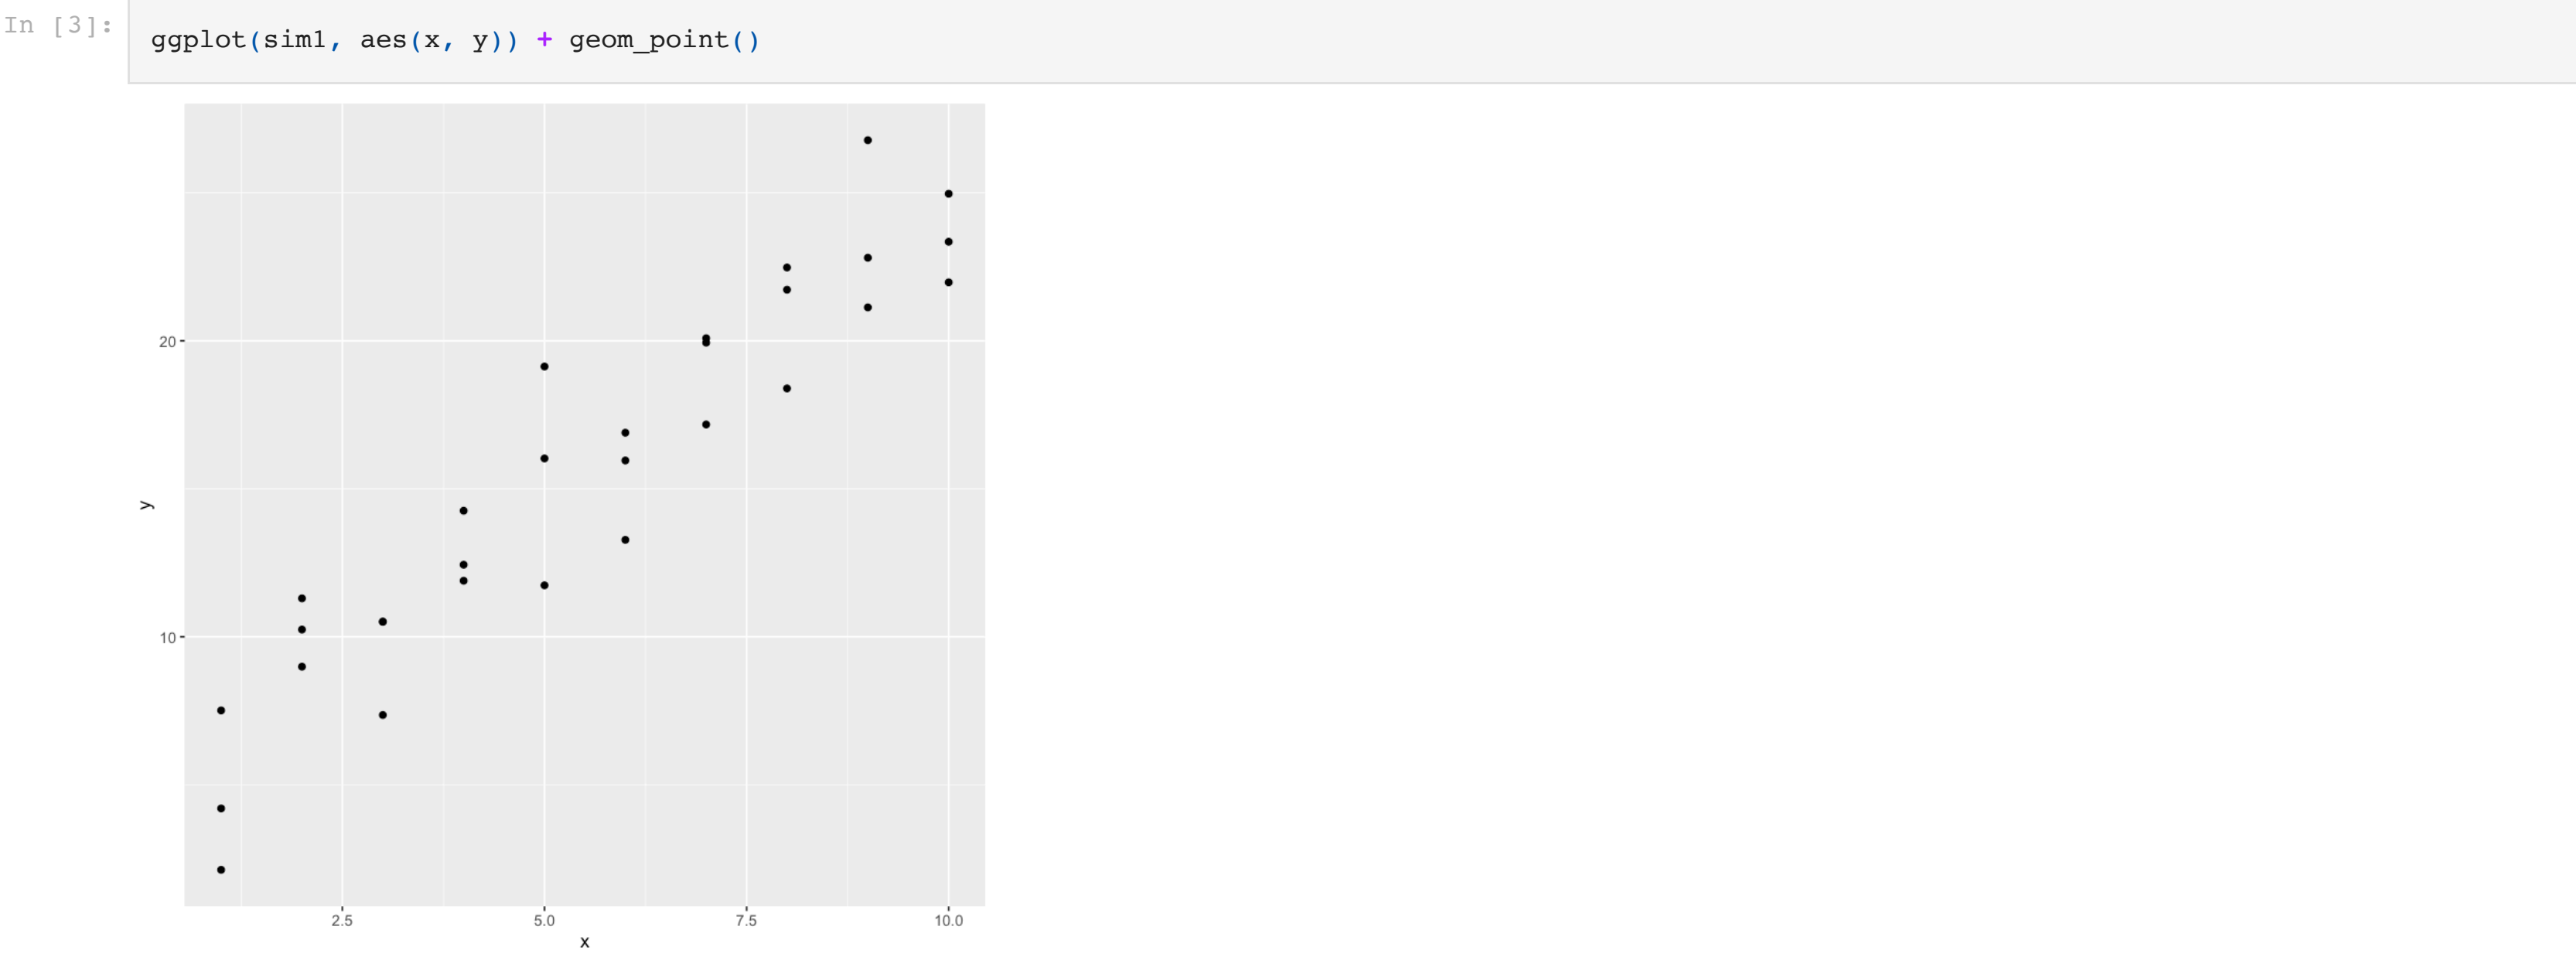 In [3]:
ggplot(sim1, aes(x, y)) + geom_point()
20
10
y
2.5 5.0 7.5 10.0
x